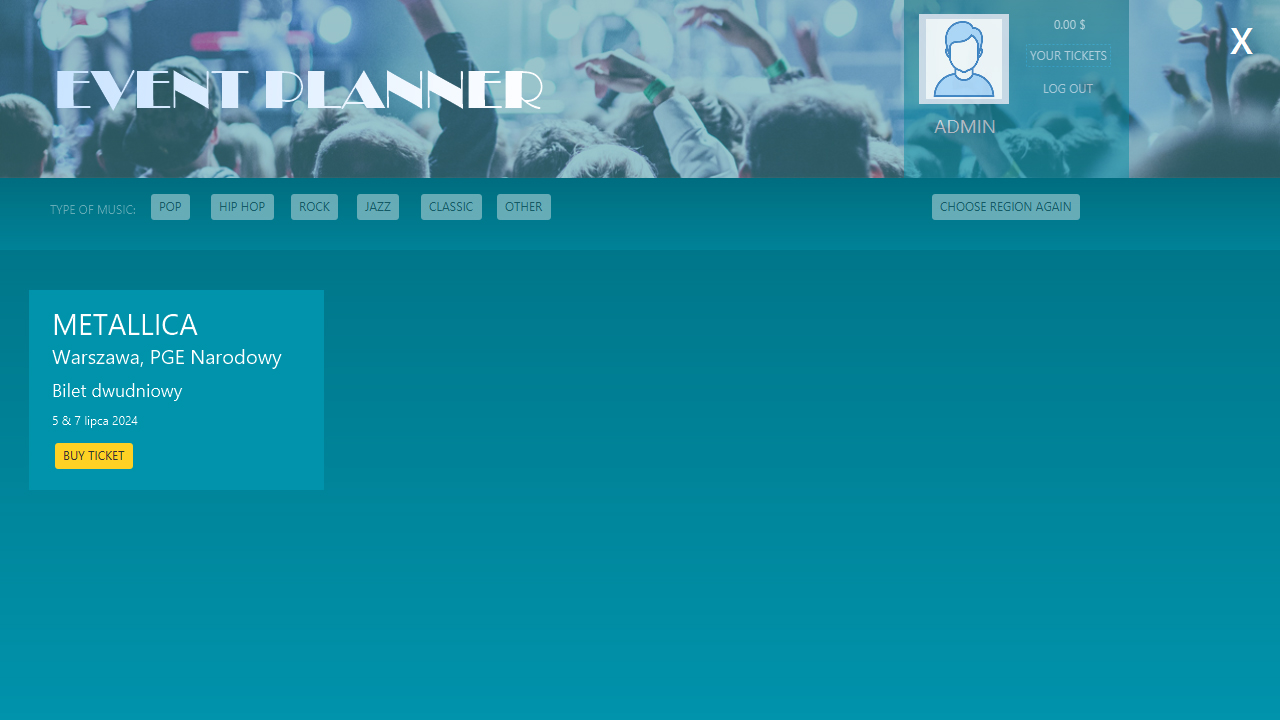 EVENT PLANNER
0.00 $
YOUR TICKETS
LOG OUT
ADMIN
X
TYPE OF MUSIC: POP HIP HOP ROCK JAZZ CLASSIC OTHER CHOOSE REGION AGAIN
METALLICA
Warszawa, PGE Narodowy
Bilet dwudniowy
5 & 7 lipca 2024
BUY TICKET